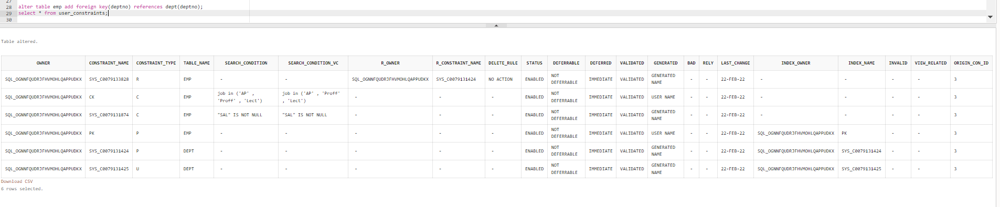 27
28 alter table emp add foreign key(deptno) references dept(deptno);
29 select * from user_constraints;
30
Table altered.
OWNER CONSTRAINT_NAME CONSTRAINT_TYPE TABLE_NAME SEARCH_CONDITION SEARCH_CONDITION_VC R_OWNER R_CONSTRAINT_NAME DELETE_RULE STATUS DEFERRABLE DEFERRED VALIDATED GENERATED BAD RELY LAST_CHANGE INDEX_OWNER INDEX_NAME INVALID VIEW_RELATED ORIGIN_CON_ID
SQL_OGNNFQUDRJFHVMOHLQAPPUDKX SYS_C0079133828 R EMP - - SQL_OGNNFQUDRJFHVMOHLQAPPUDKX SYS_C0079131424 NO ACTION ENABLED NOT DEFERRABLE IMMEDIATE VALIDATED GENERATED NAME - - 22-FEB-22 - - - - 3
SQL_OGNNFQUDRJFHVMOHLQAPPUDKX CK C EMP job in ('AP' , 'Proff' , 'Lect') job in ('AP' , 'Proff' , 'Lect') - - - ENABLED NOT DEFERRABLE IMMEDIATE VALIDATED USER NAME - - 22-FEB-22 - - - - 3
SQL_OGNNFQUDRJFHVMOHLQAPPUDKX SYS_C0079131874 C EMP "SAL" IS NOT NULL "SAL" IS NOT NULL - - - ENABLED NOT DEFERRABLE IMMEDIATE VALIDATED GENERATED NAME - - 22-FEB-22 - - - - 3
SQL_OGNNFQUDRJFHVMOHLQAPPUDKX PK P EMP - - - - - ENABLED NOT DEFERRABLE IMMEDIATE VALIDATED USER NAME - - 22-FEB-22 SQL_OGNNFQUDRJFHVMOHLQAPPUDKX PK - - 3
SQL_OGNNFQUDRJFHVMOHLQAPPUDKX SYS_C0079131424 P DEPT - - - - - ENABLED NOT DEFERRABLE IMMEDIATE VALIDATED GENERATED NAME - - 22-FEB-22 SQL_OGNNFQUDRJFHVMOHLQAPPUDKX SYS_C0079131424 - - 3
SQL_OGNNFQUDRJFHVMOHLQAPPUDKX SYS_C0079131425 U DEPT - - - - - ENABLED NOT DEFERRABLE IMMEDIATE VALIDATED GENERATED NAME - - 22-FEB-22 SQL_OGNNFQUDRJFHVMOHLQAPPUDKX SYS_C0079131425 - - 3
Download CSV
6 rows selected.